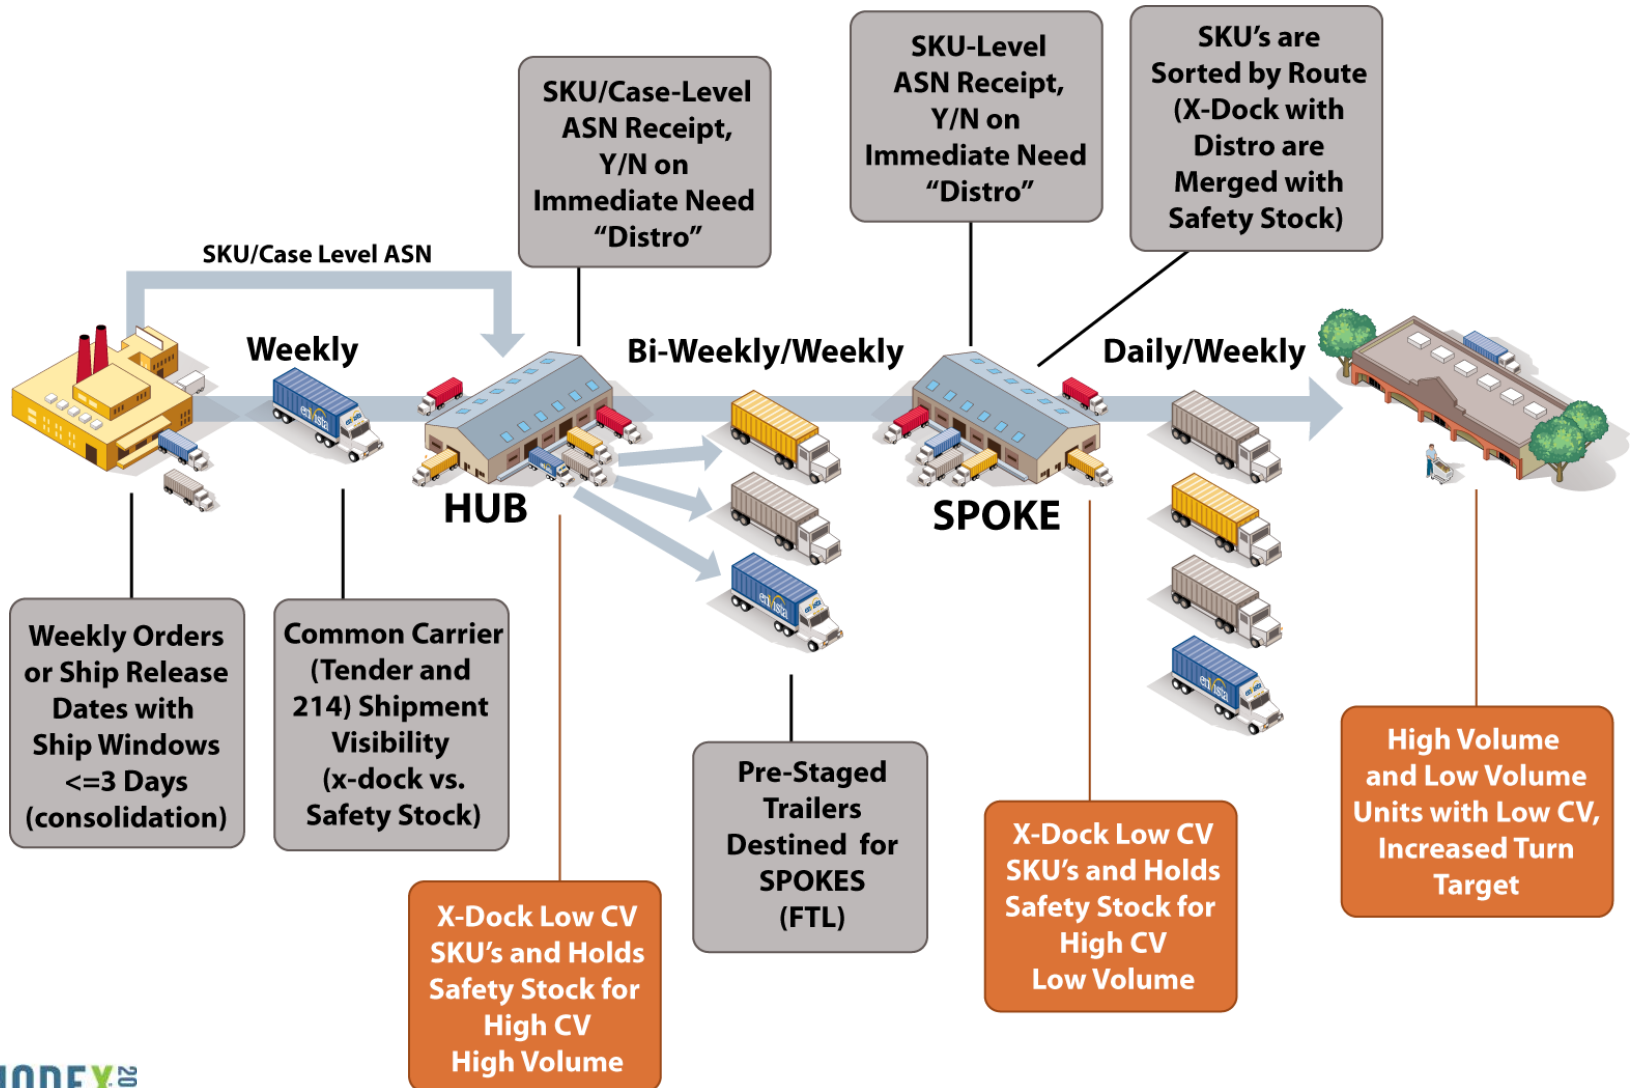 SKU/Case-Level
ASN Receipt,
Y/N on
Immediate Need
“Distro”
SKU-Level
ASN Receipt,
Y/N on
Immediate Need
“Distro”
SKU’s are
Sorted by Route
(X-Dock with
Distro are
Merged with
Safety Stock)
SKU/Case Level ASN
Weekly
Bi-Weekly/Weekly
Daily/Weekly
enVista
HUB
SPOKE
enVista
enVista
Weekly Orders
or Ship Release
Dates with
Ship Windows
<=3 Days
(consolidation)
Common Carrier
(Tender and
214) Shipment
Visibility
(x-dock vs.
Safety Stock)
X-Dock Low CV
SKU’s and Holds
Safety Stock for
High CV
High Volume
Pre-Staged
Trailers
Destined for
SPOKES
(FTL)
X-Dock Low CV
SKU’s and Holds
Safety Stock for
High CV
Low Volume
High Volume
and Low Volume
Units with Low CV,
Increased Turn
Target